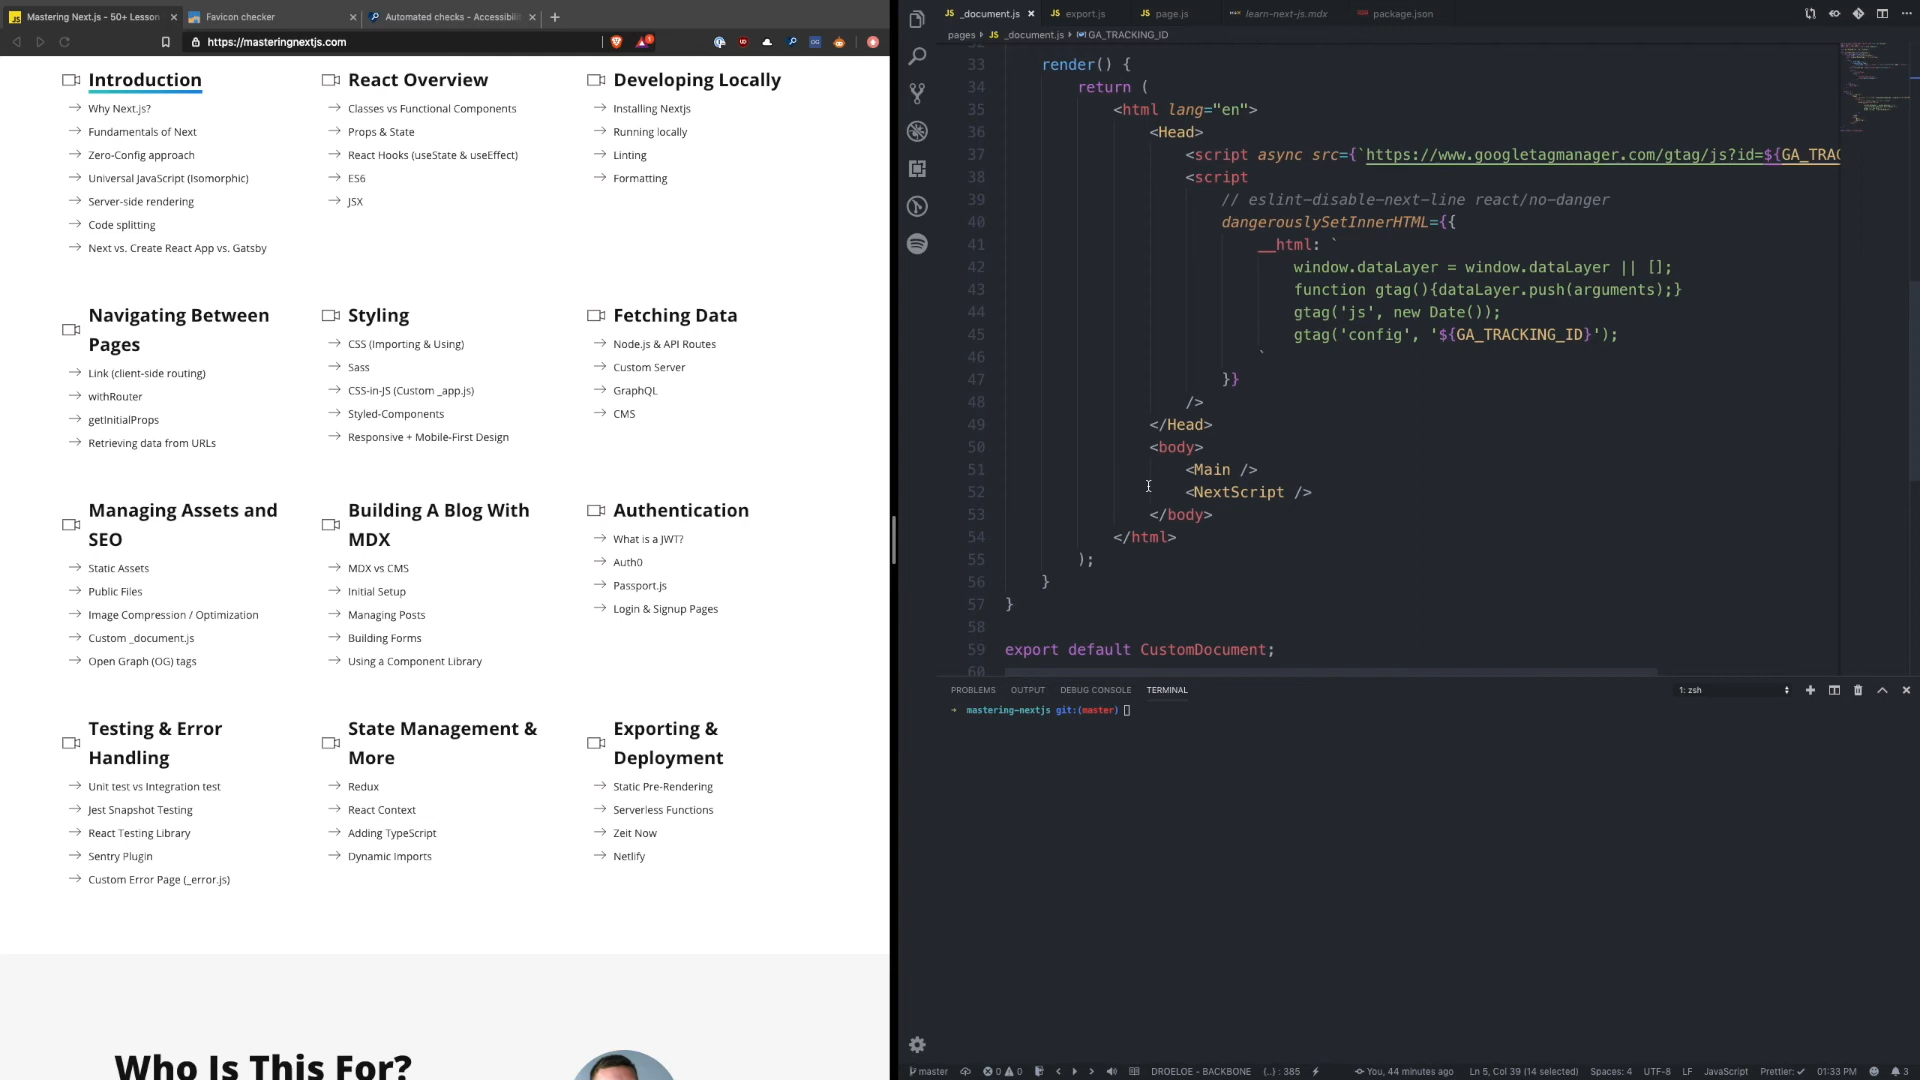 Mastering Next.js - 50+ Lesson
Favicon checker
Automated checks - Accessibili
https://masteringnextjs.com
Introduction
Why Next.js?
Fundamentals of Next
Zero-Config approach
Universal JavaScript (Isomorphic)
Server-side rendering
Code splitting
Next vs. Create React App vs. Gatsby
React Overview
Classes vs Functional Components
Props & State
React Hooks (useState & useEffect)
ES6
JSX
Developing Locally
Installing Nextjs
Running locally
Linting
Formatting
Navigating Between
Pages
Link (client-side routing)
withRouter
getInitialProps
Retrieving data from URLs
Styling
CSS (Importing & Using)
Sass
CSS-in-JS (Custom _app.js)
Styled-Components
Responsive + Mobile-First Design
Fetching Data
Node.js & API Routes
Custom Server
GraphQL
CMS
Managing Assets and
SEO
Static Assets
Public Files
Image Compression / Optimization
Custom _document.js
Open Graph (OG) tags
Building A Blog With
MDX
MDX vs CMS
Initial Setup
Managing Posts
Building Forms
Using a Component Library
Authentication
What is a JWT?
Auth0
Passport.js
Login & Signup Pages
Testing & Error
Handling
Unit test vs Integration test
Jest Snapshot Testing
React Testing Library
Sentry Plugin
Custom Error Page (_error.js)
State Management &
More
Redux
React Context
Adding TypeScript
Dynamic Imports
Exporting &
Deployment
Static Pre-Rendering
Serverless Functions
Zeit Now
Netlify
Who Is This For?
JS _document.js
JS export.js
JS page.js
learn-next-js.mdx
package.json
pages > JS _document.js > GA_TRACKING_ID
33 render() {
34 return (
35 <html lang="en">
36 <Head>
37 <script async src={`https://www.googletagmanager.com/gtag/js?id=${GA_TRAC
38 <script
39 // eslint-disable-next-line react/no-danger
40 dangerouslySetInnerHTML={{
41 __html: `
42 window.dataLayer = window.dataLayer || [];
43 function gtag(){dataLayer.push(arguments);}
44 gtag('js', new Date());
45 gtag('config', '${GA_TRACKING_ID}');
46 `
47 }}
48 />
49 </Head>
50 <body>
51 <Main />
52 <NextScript />
53 </body>
54 </html>
55 );
56 }
57 }
58
59 export default CustomDocument;
60
PROBLEMS OUTPUT DEBUG CONSOLE TERMINAL
1: zsh
→ mastering-nextjs git:(master)
master 0 0 DROELOE - BACKBONE {..} : 385 You, 44 minutes ago Ln 5, Col 39 (14 selected) Spaces: 4 UTF-8 LF JavaScript Prettier: ✓ 01:33 PM 3